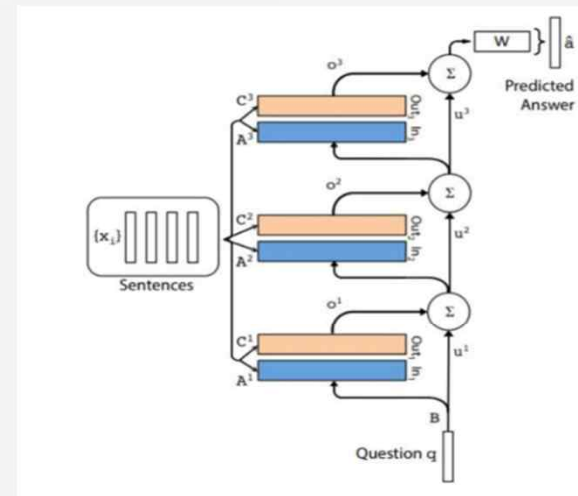 W
â
Predicted
Answer
Σ
o³
u³
C³
A³
Out₃
In₃
Σ
o²
u²
C²
A²
Out₂
In₂
{xᵢ}
Sentences
Σ
o¹
u¹
C¹
A¹
Out₁
In₁
B
Question q